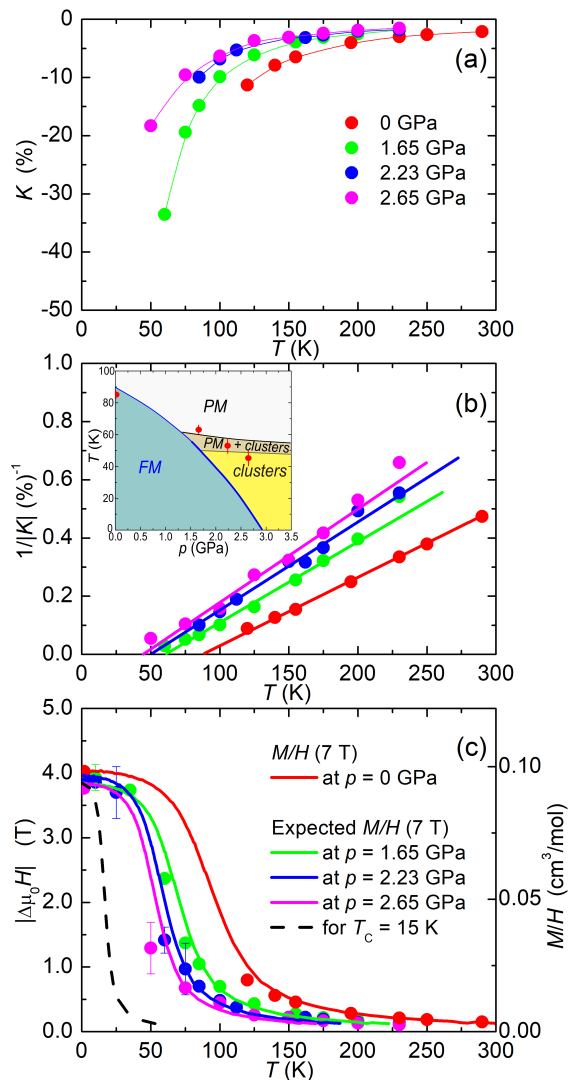 0
-10
-20
-30
-40
-50
K (%)
(a)
0 GPa
1.65 GPa
2.23 GPa
2.65 GPa
0 50 100 150 200 250 300
T (K)
1.0
0.8
0.6
0.4
0.2
0.0
1/|K| (%)⁻¹
(b)
100
80
60
40
20
0
T (K)
PM
PM + clusters
FM
clusters
0.0 0.5 1.0 1.5 2.0 2.5 3.0 3.5
p (GPa)
0 50 100 150 200 250 300
T (K)
5.0
4.0
3.0
2.0
1.0
0.0
|Δμ₀H| (T)
(c)
M/H (7 T)
at p = 0 GPa
Expected M/H (7 T)
at p = 1.65 GPa
at p = 2.23 GPa
at p = 2.65 GPa
for T_C = 15 K
0.10
0.05
0.00
M/H (cm³/mol)
0 50 100 150 200 250 300
T (K)